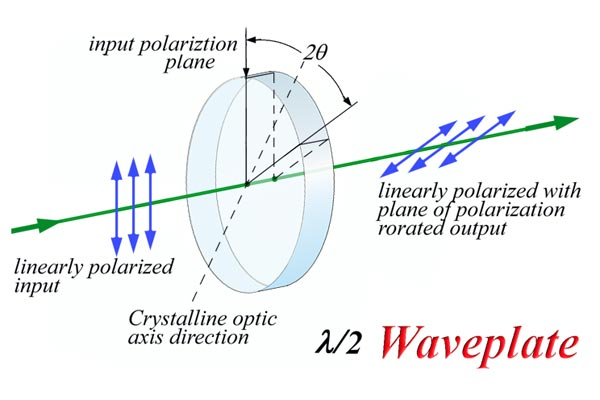 input polariztion
plane
2θ
linearly polarized
input
linearly polarized with
plane of polarization
rorated output
Crystalline optic
axis direction
λ/2 Waveplate